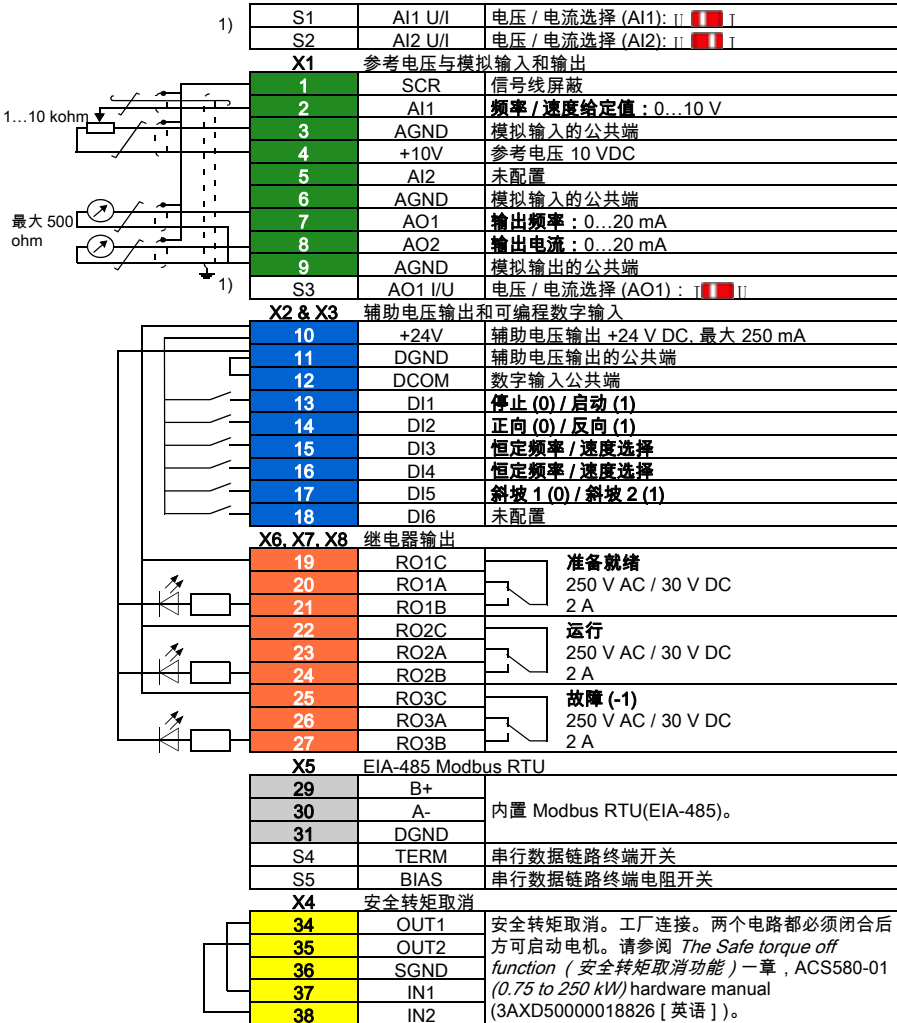 1) S1 AI1 U/I 电压 / 电流选择 (AI1): U I
S2 AI2 U/I 电压 / 电流选择 (AI2): U I
X1 参考电压与模拟输入和输出
1 SCR 信号线屏蔽
1…10 kohm 2 AI1 频率 / 速度给定值：0…10 V
3 AGND 模拟输入的公共端
4 +10V 参考电压 10 VDC
5 AI2 未配置
6 AGND 模拟输入的公共端
最大 500
ohm
7 AO1 输出频率：0…20 mA
8 AO2 输出电流：0…20 mA
9 AGND 模拟输出的公共端
1) S3 AO1 I/U 电压 / 电流选择 (AO1)：I U
X2 & X3 辅助电压输出和可编程数字输入
10 +24V 辅助电压输出 +24 V DC, 最大 250 mA
11 DGND 辅助电压输出的公共端
12 DCOM 数字输入公共端
13 DI1 停止 (0) / 启动 (1)
14 DI2 正向 (0) / 反向 (1)
15 DI3 恒定频率 / 速度选择
16 DI4 恒定频率 / 速度选择
17 DI5 斜坡 1 (0) / 斜坡 2 (1)
18 DI6 未配置
X6, X7, X8 继电器输出
19 RO1C 准备就绪
20 RO1A 250 V AC / 30 V DC
21 RO1B 2 A
22 RO2C 运行
23 RO2A 250 V AC / 30 V DC
24 RO2B 2 A
25 RO3C 故障 (-1)
26 RO3A 250 V AC / 30 V DC
27 RO3B 2 A
X5 EIA-485 Modbus RTU
29 B+
30 A- 内置 Modbus RTU(EIA-485)。
31 DGND
S4 TERM 串行数据链路终端开关
S5 BIAS 串行数据链路终端电阻开关
X4 安全转矩取消
34 OUT1 安全转矩取消。工厂连接。两个电路都必须闭合后
35 OUT2 方可启动电机。请参阅 The Safe torque off
36 SGND function（安全转矩取消功能）一章，ACS580-01
37 IN1 (0.75 to 250 kW) hardware manual
38 IN2 (3AXD50000018826 [ 英语 ] )。